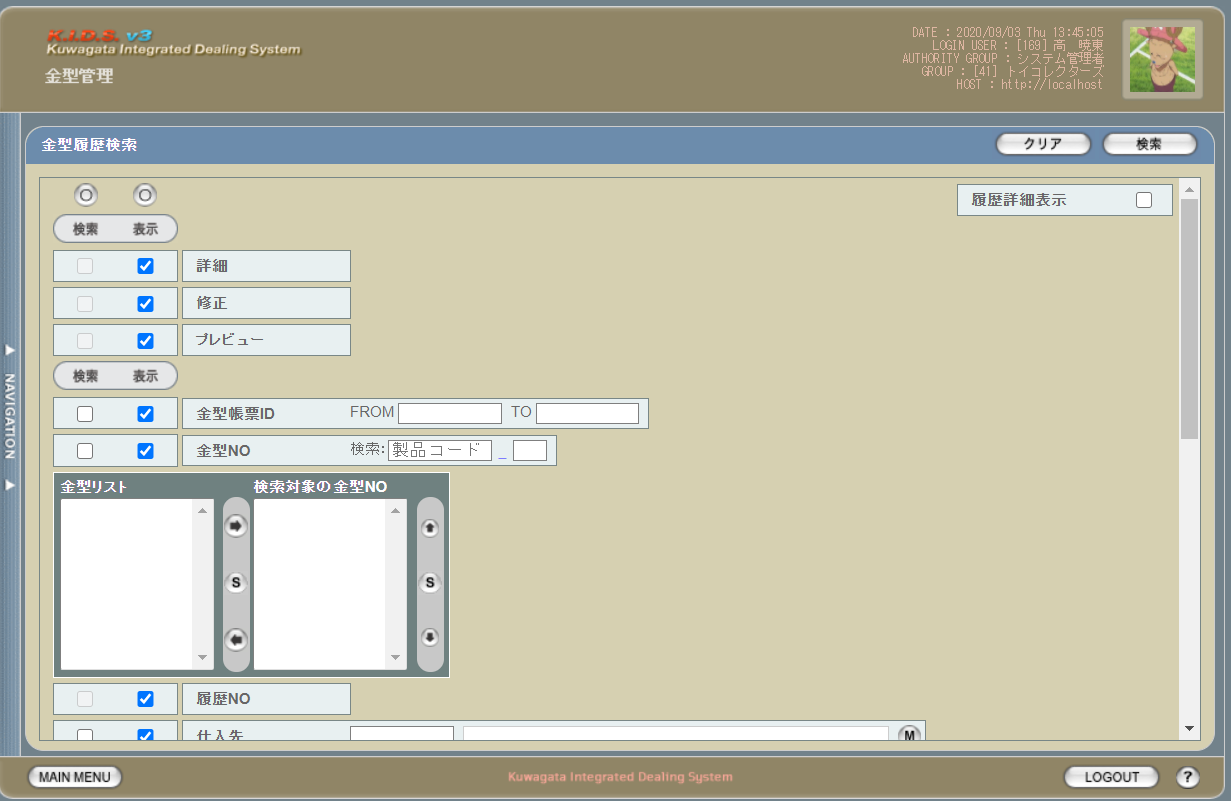 K.I.D.S. v3
Kuwagata Integrated Dealing System
金型管理
DATE : 2020/09/03 Thu 13:45:05
LOGIN USER : [169] 高　暁東
AUTHORITY GROUP : システム管理者
GROUP : [41] トイコレクターズ
HOST : http://localhost
金型履歴検索
クリア
検索
履歴詳細表示
検索 表示
詳細
修正
プレビュー
検索 表示
金型帳票ID FROM TO
金型NO 検索: 製品コード _
金型リスト 検索対象の金型NO
S S
履歴NO
仕入先 M
NAVIGATION
MAIN MENU
Kuwagata Integrated Dealing System
LOGOUT
?